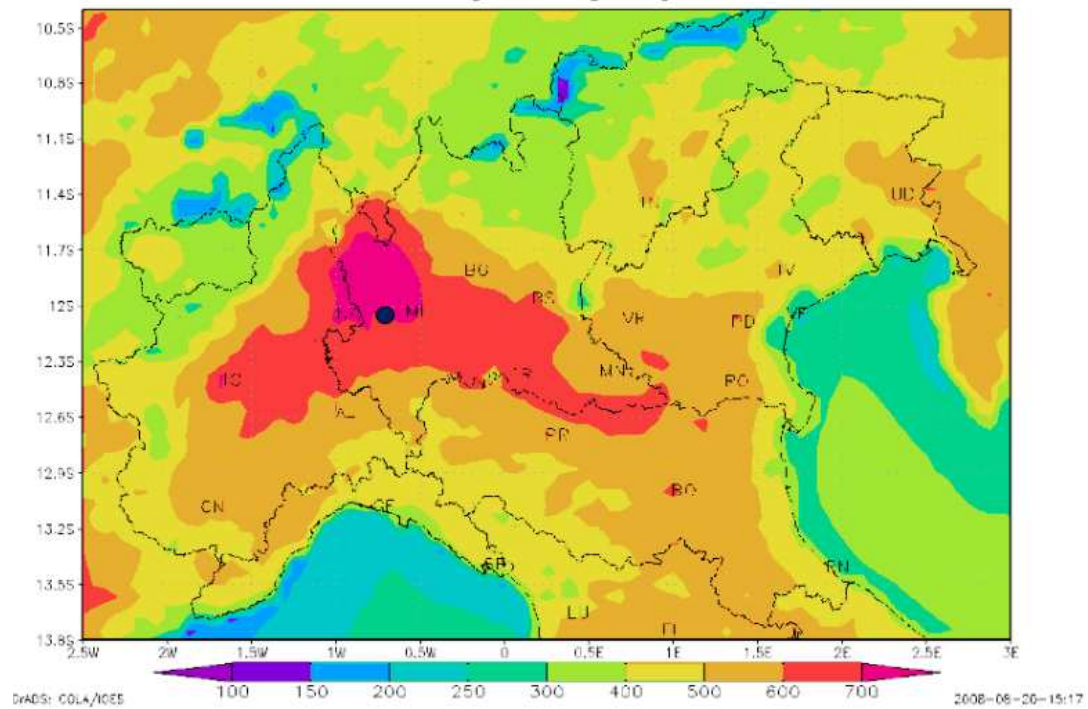 10.5S
10.8S
11.1S
11.4S
UD
TN
11.7S
BG
TV
BS
12S
MI
VR
PD
VE
12.3S
TO
CR
MN
RO
AL
12.6S
PR
12.9S
BO
CN
GE
13.2S
SP
RN
13.5S
LU
FI
13.8S
2.5W 2W 1.5W 1W 0.5W 0 0.5E 1E 1.5E 2E 2.5E 3E
100 150 200 250 300 400 500 600 700
GrADS: COLA/IGES
2008-08-20-15:17